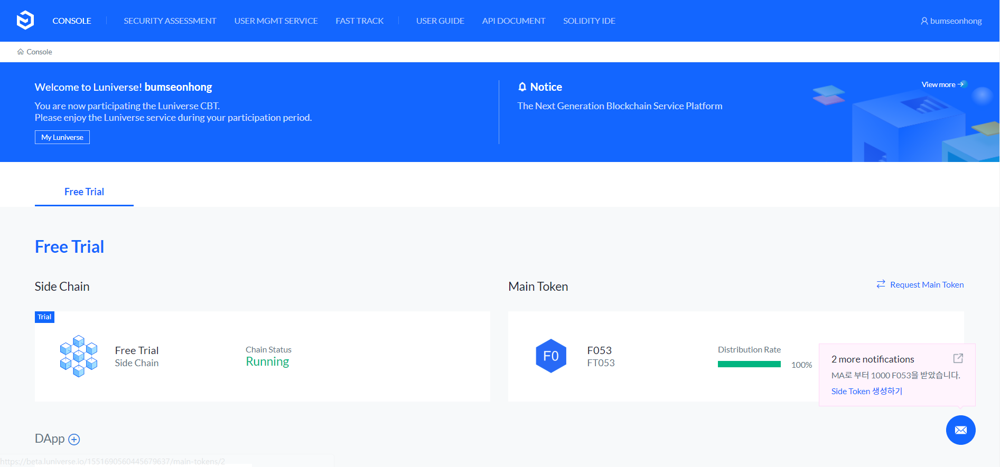 CONSOLE SECURITY ASSESSMENT USER MGMT SERVICE FAST TRACK USER GUIDE API DOCUMENT SOLIDITY IDE bumseonhong
Console
Welcome to Luniverse! bumseonhong
You are now participating the Luniverse CBT.
Please enjoy the Luniverse service during your participation period.
My Luniverse
Notice
View more
The Next Generation Blockchain Service Platform
Free Trial
Free Trial
Side Chain
Trial
Free Trial
Side Chain
Chain Status
Running
Main Token
Request Main Token
F0
F053
FT053
Distribution Rate
100%
2 more notifications
MA로 부터 1000 F053을 받았습니다.
Side Token 생성하기
DApp
https://beta.luniverse.io/1551690560445679637/main-tokens/2